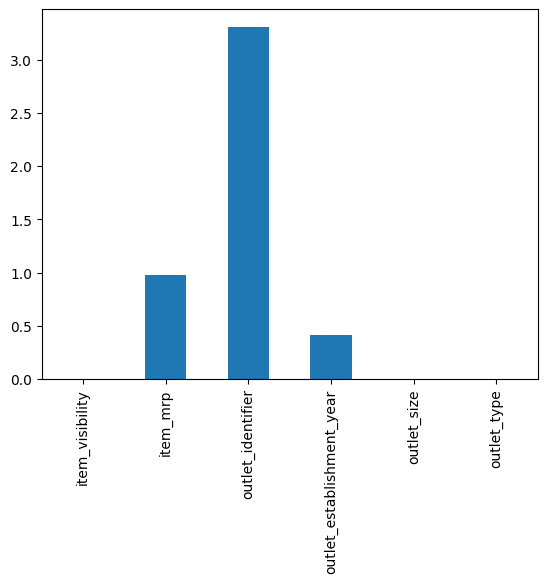 3.0
2.5
2.0
1.5
1.0
0.5
0.0
item_visibility
item_mrp
outlet_identifier
outlet_establishment_year
outlet_size
outlet_type